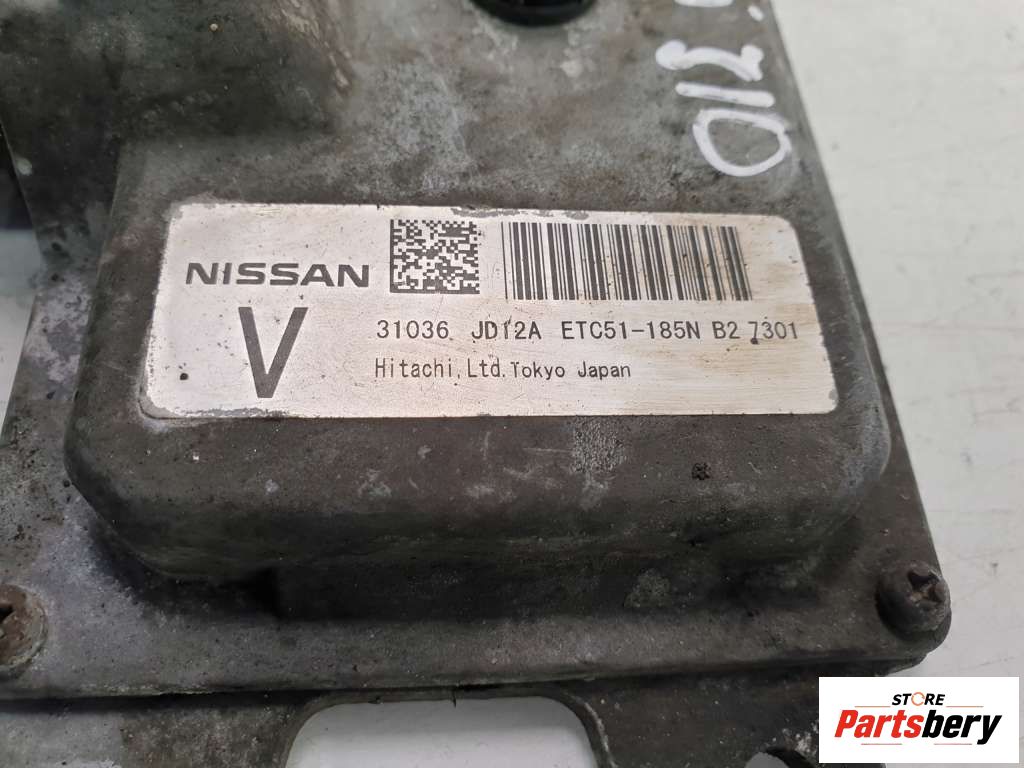 NISSAN
V
31036 JD12A ETC51-185N B2 7301
Hitachi,Ltd.Tokyo Japan
STORE
Partsbery